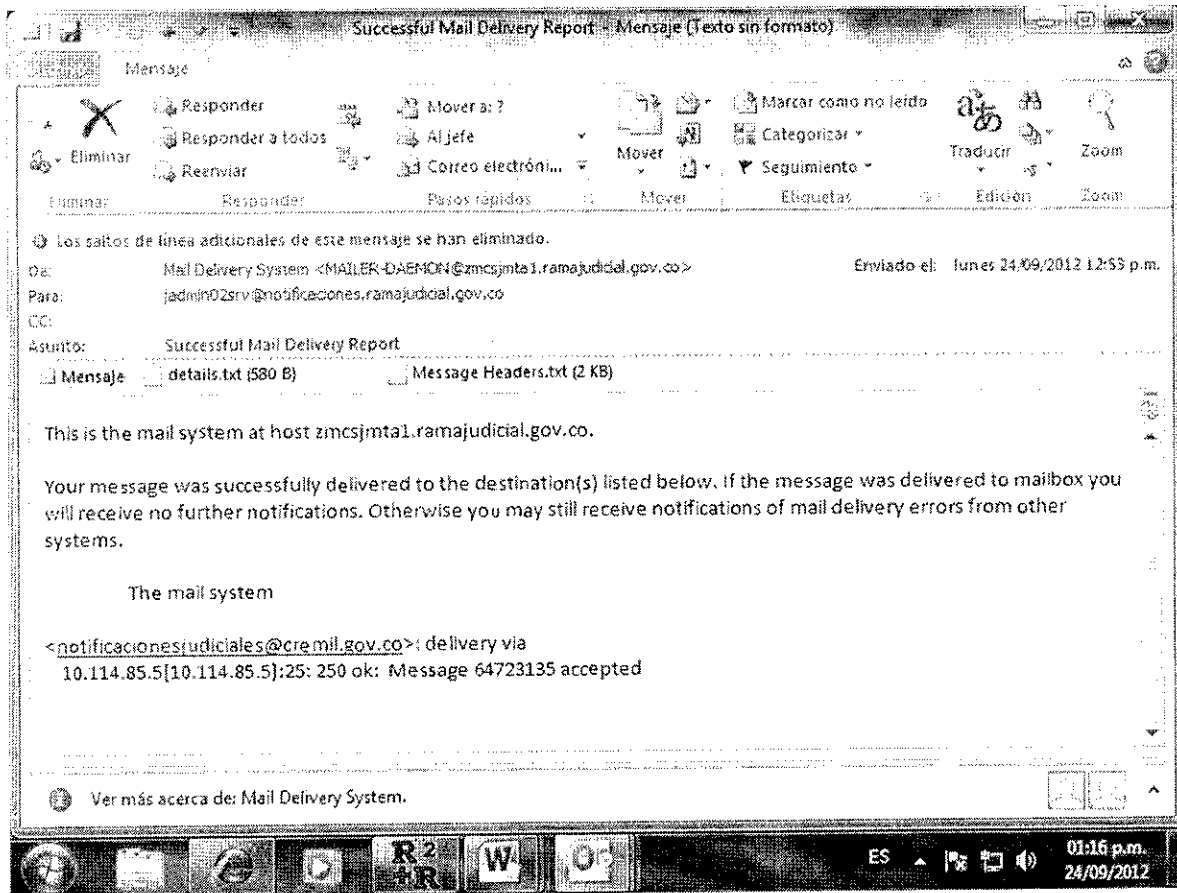 Successful Mail Delivery Report - Mensaje (Texto sin formato)
Mensaje
Eliminar
Responder
Responder a todos
Reenviar
Mover a: ?
Al jefe
Correo electróni...
Mover
Marcar como no leído
Categorizar
Seguimiento
Traducir
Zoom
Eliminar
Responder
Pasos rápidos
Mover
Etiquetas
Edición
Zoom
Los saltos de línea adicionales de este mensaje se han eliminado.
De: Mail Delivery System <MAILER-DAEMON@zmcsjmta1.ramajudicial.gov.co> Enviado el: lunes 24/09/2012 12:53 p.m.
Para: jadmin02srv@notificaciones.ramajudicial.gov.co
CC:
Asunto: Successful Mail Delivery Report
Mensaje details.txt (580 B) Message Headers.txt (2 KB)
This is the mail system at host zmcsjmta1.ramajudicial.gov.co.
Your message was successfully delivered to the destination(s) listed below. If the message was delivered to mailbox you
will receive no further notifications. Otherwise you may still receive notifications of mail delivery errors from other
systems.
The mail system
<notificacionesjudiciales@cremil.gov.co>: delivery via
10.114.85.5[10.114.85.5]:25: 250 ok: Message 64723135 accepted
Ver más acerca de: Mail Delivery System.
ES
01:16 p.m.
24/09/2012